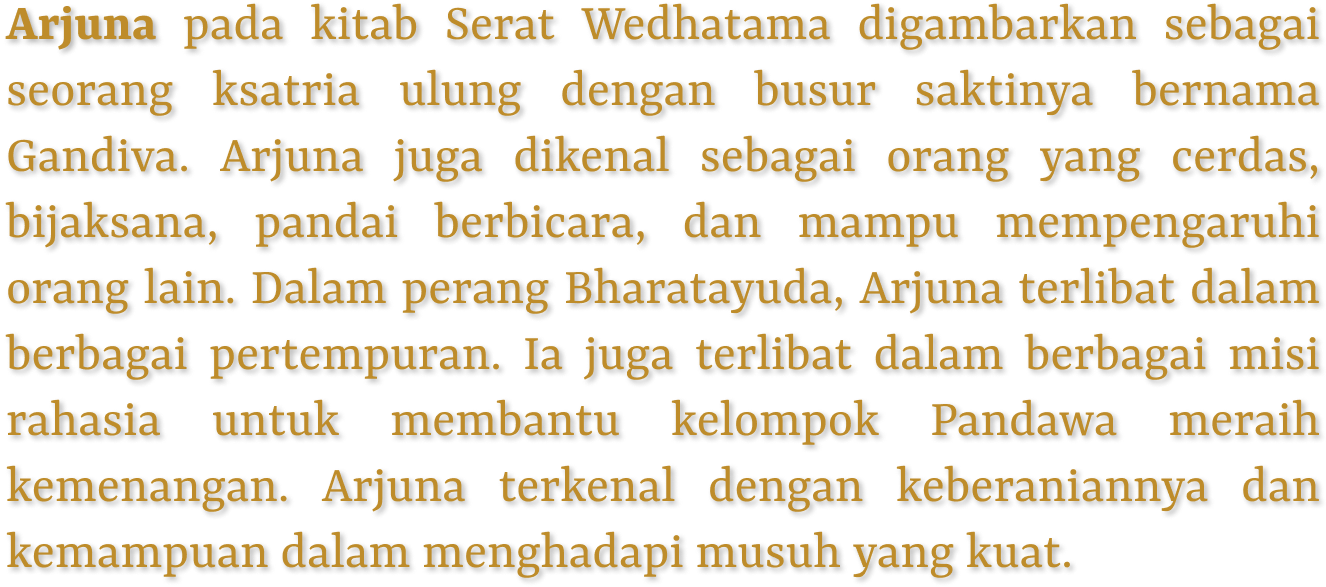 Arjuna pada kitab Serat Wedhatama digambarkan sebagai
seorang ksatria ulung dengan busur saktinya bernama
Gandiva. Arjuna juga dikenal sebagai orang yang cerdas,
bijaksana, pandai berbicara, dan mampu mempengaruhi
orang lain. Dalam perang Bharatayuda, Arjuna terlibat dalam
berbagai pertempuran. Ia juga terlibat dalam berbagai misi
rahasia untuk membantu kelompok Pandawa meraih
kemenangan. Arjuna terkenal dengan keberaniannya dan
kemampuan dalam menghadapi musuh yang kuat.